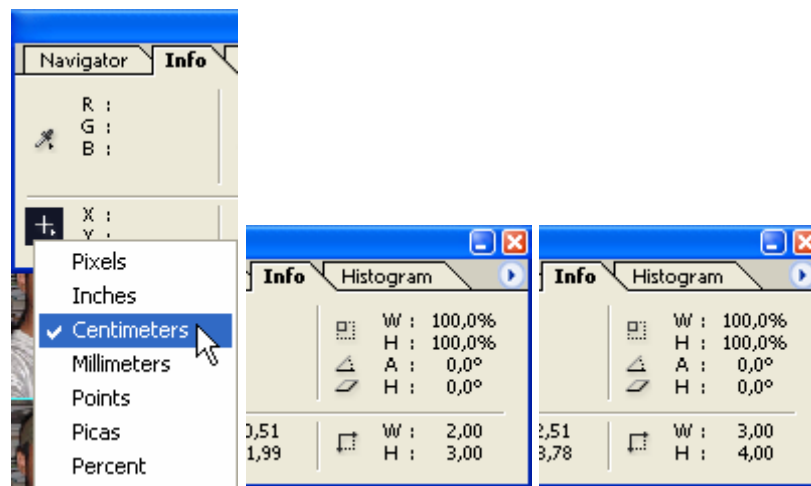 Navigator Info
R :
G :
B :
X :
Y :
Pixels
Inches
Centimeters
Millimeters
Points
Picas
Percent
Info Histogram
W : 100,0%
H : 100,0%
A : 0,0°
H : 0,0°
0,51 W : 2,00
1,99 H : 3,00
Info Histogram
W : 100,0%
H : 100,0%
A : 0,0°
H : 0,0°
2,51 W : 3,00
3,78 H : 4,00